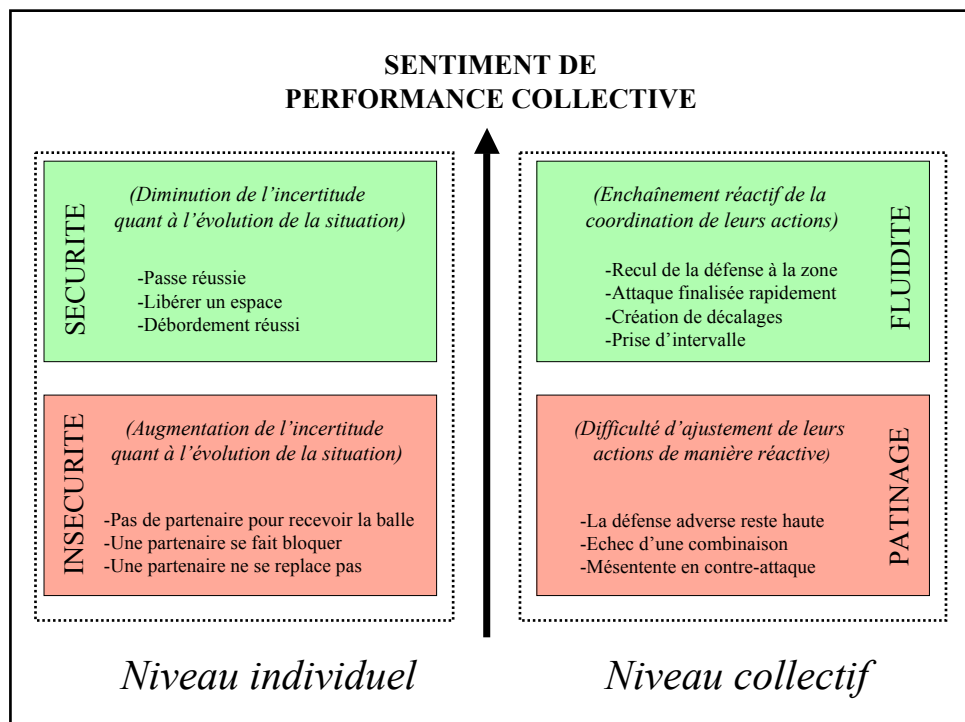 SENTIMENT DE
PERFORMANCE COLLECTIVE
SECURITE
(Diminution de l'incertitude
quant à l'évolution de la situation)
-Passe réussie
-Libérer un espace
-Débordement réussi
(Enchaînement réactif de la
coordination de leurs actions)
-Recul de la défense à la zone
-Attaque finalisée rapidement
-Création de décalages
-Prise d'intervalle
FLUIDITE
INSECURITE
(Augmentation de l'incertitude
quant à l'évolution de la situation)
-Pas de partenaire pour recevoir la balle
-Une partenaire se fait bloquer
-Une partenaire ne se replace pas
(Difficulté d'ajustement de leurs
actions de manière réactive)
-La défense adverse reste haute
-Echec d'une combinaison
-Mésentente en contre-attaque
PATINAGE
Niveau individuel
Niveau collectif